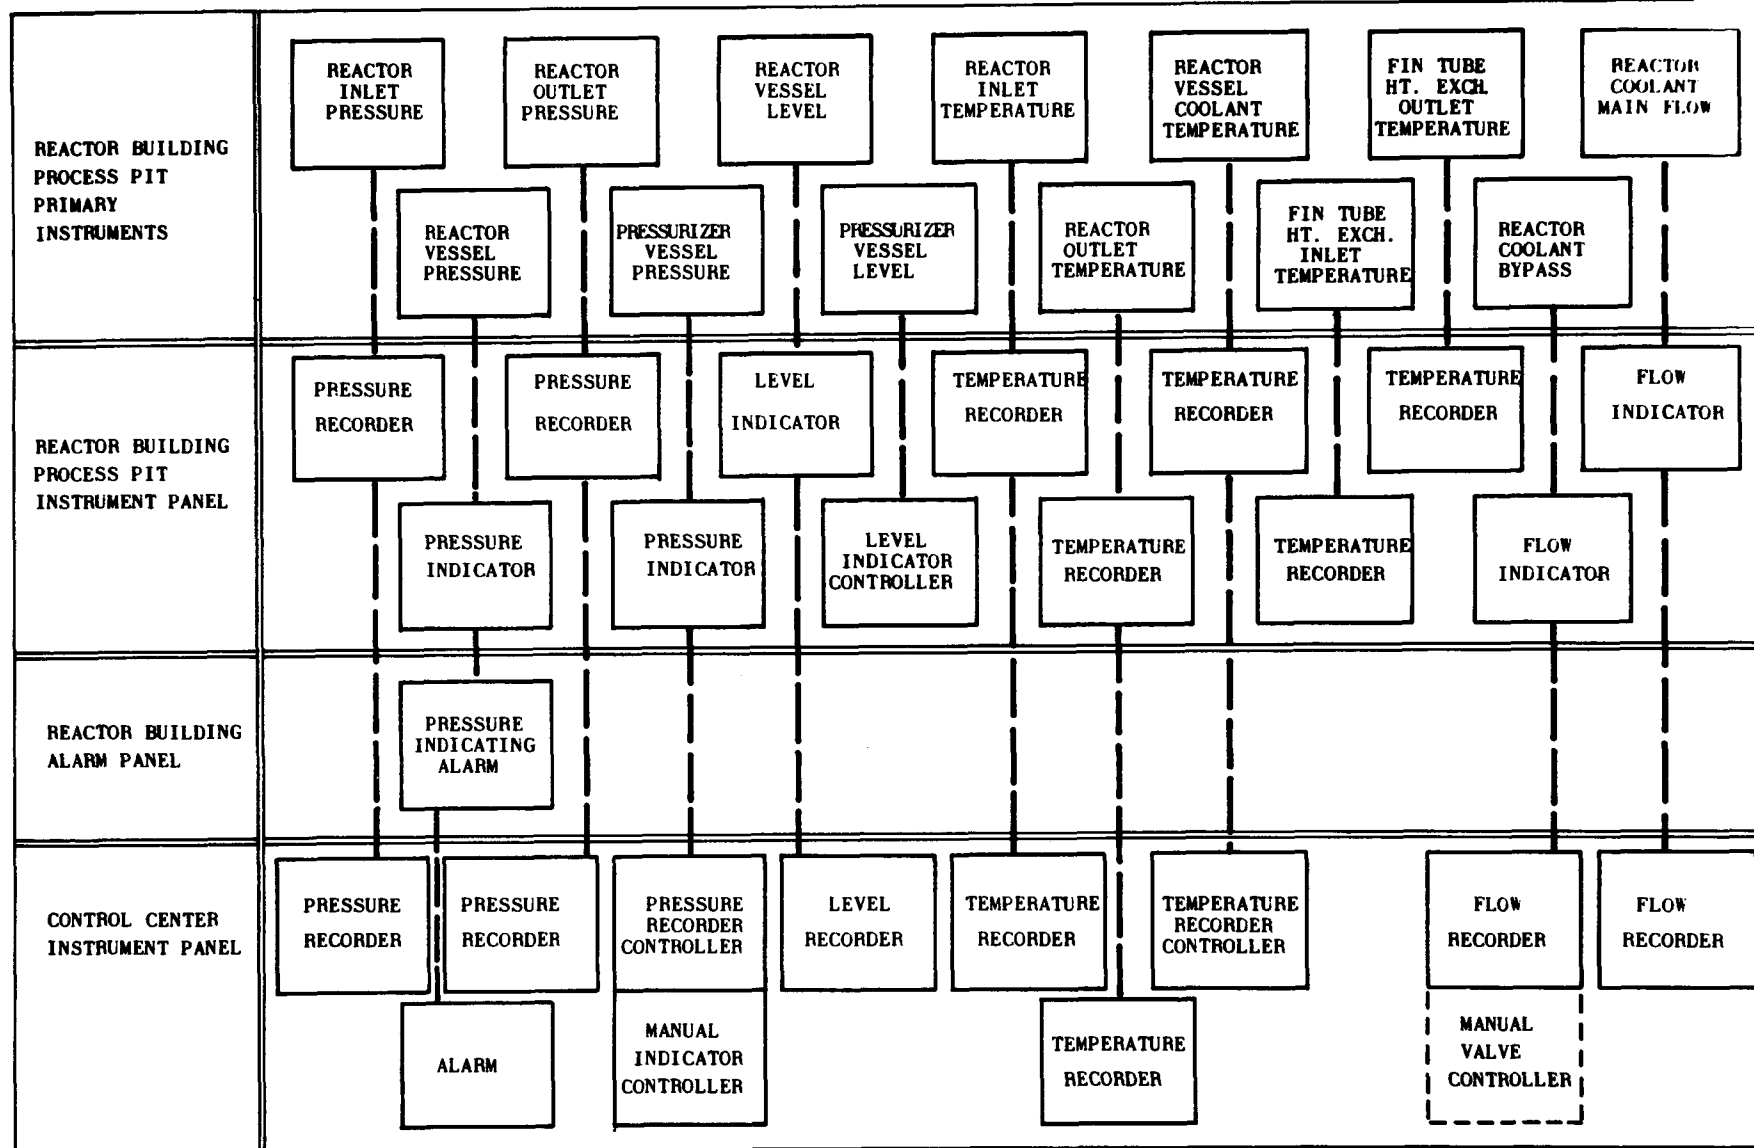 REACTOR BUILDING
PROCESS PIT
PRIMARY
INSTRUMENTS
REACTOR
INLET
PRESSURE
REACTOR
OUTLET
PRESSURE
REACTOR
VESSEL
LEVEL
REACTOR
INLET
TEMPERATURE
REACTOR
VESSEL
COOLANT
TEMPERATURE
FIN TUBE
HT. EXCH.
OUTLET
TEMPERATURE
REACTOR
COOLANT
MAIN FLOW
REACTOR
VESSEL
PRESSURE
PRESSURIZER
VESSEL
PRESSURE
PRESSURIZER
VESSEL
LEVEL
REACTOR
OUTLET
TEMPERATURE
FIN TUBE
HT. EXCH.
INLET
TEMPERATURE
REACTOR
COOLANT
BYPASS
REACTOR BUILDING
PROCESS PIT
INSTRUMENT PANEL
PRESSURE
RECORDER
PRESSURE
RECORDER
LEVEL
INDICATOR
TEMPERATURE
RECORDER
TEMPERATURE
RECORDER
TEMPERATURE
RECORDER
FLOW
INDICATOR
PRESSURE
INDICATOR
PRESSURE
INDICATOR
LEVEL
INDICATOR
CONTROLLER
TEMPERATURE
RECORDER
TEMPERATURE
RECORDER
FLOW
INDICATOR
REACTOR BUILDING
ALARM PANEL
PRESSURE
INDICATING
ALARM
CONTROL CENTER
INSTRUMENT PANEL
PRESSURE
RECORDER
PRESSURE
RECORDER
PRESSURE
RECORDER
CONTROLLER
LEVEL
RECORDER
TEMPERATURE
RECORDER
TEMPERATURE
RECORDER
CONTROLLER
FLOW
RECORDER
FLOW
RECORDER
ALARM
MANUAL
INDICATOR
CONTROLLER
TEMPERATURE
RECORDER
MANUAL
VALVE
CONTROLLER